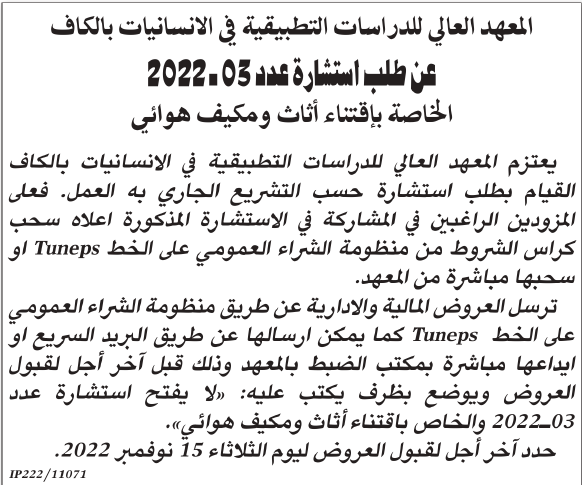 المعهد العالي للدراسات التطبيقية في الانسانيات بالكاف
عن طلب استشارة عدد 03 ـ 2022
الخاصة بإقتناء أثاث ومكيف هوائي
يعتزم المعهد العالي للدراسات التطبيقية في الانسانيات بالكاف
القيام بطلب استشارة حسب التشريع الجاري به العمل. فعلى
المزودين الراغبين في المشاركة في الاستشارة المذكورة اعلاه سحب
كراس الشروط من منظومة الشراء العمومي على الخط Tuneps او
سحبها مباشرة من المعهد.
ترسل العروض المالية والادارية عن طريق منظومة الشراء العمومي
على الخط Tuneps كما يمكن ارسالها عن طريق البريد السريع او
ايداعها مباشرة بمكتب الضبط بالمعهد وذلك قبل آخر أجل لقبول
العروض ويوضع بظرف يكتب عليه: «لا يفتح استشارة عدد
03ــ2022 والخاص باقتناء أثاث ومكيف هوائي».
حدد آخر أجل لقبول العروض ليوم الثلاثاء 15 نوفمبر 2022.
IP222/11071